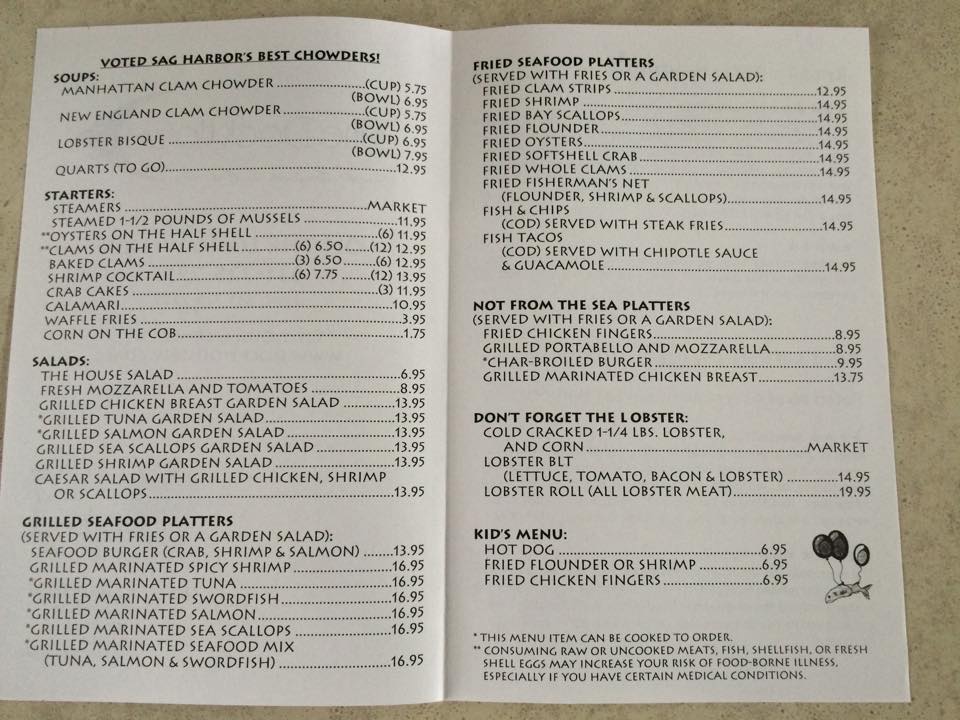 VOTED SAG HARBOR'S BEST CHOWDERS!
SOUPS:
MANHATTAN CLAM CHOWDER ..........................(CUP) 5.75
(BOWL) 6.95
NEW ENGLAND CLAM CHOWDER........................(CUP) 5.75
(BOWL) 6.95
LOBSTER BISQUE ..........................................(CUP) 6.95
(BOWL) 7.95
QUARTS (TO GO)..................................................12.95
STARTERS:
STEAMERS.........................................................MARKET
STEAMED 1-1/2 POUNDS OF MUSSELS ........................11.95
**OYSTERS ON THE HALF SHELL .........................(6) 11.95
**CLAMS ON THE HALF SHELL............(6) 6.50........(12) 12.95
BAKED CLAMS ...............................(3) 6.50.........(6) 12.95
SHRIMP COCKTAIL..........................(6) 7.75 ........(12) 13.95
CRAB CAKES ..................................................(3) 11.95
CALAMARI..........................................................10.95
WAFFLE FRIES ......................................................3.95
CORN ON THE COB..................................................1.75
SALADS:
THE HOUSE SALAD ................................................6.95
FRESH MOZZARELLA AND TOMATOES ........................8.95
GRILLED CHICKEN BREAST GARDEN SALAD ...............13.95
*GRILLED TUNA GARDEN SALAD............................13.95
*GRILLED SALMON GARDEN SALAD........................13.95
GRILLED SEA SCALLOPS GARDEN SALAD.................13.95
GRILLED SHRIMP GARDEN SALAD..........................13.95
CAESAR SALAD WITH GRILLED CHICKEN, SHRIMP
OR SCALLOPS....................................................13.95
GRILLED SEAFOOD PLATTERS
(SERVED WITH FRIES OR A GARDEN SALAD):
SEAFOOD BURGER (CRAB, SHRIMP & SALMON) .......13.95
GRILLED MARINATED SPICY SHRIMP......................16.95
*GRILLED MARINATED TUNA ...............................16.95
*GRILLED MARINATED SWORDFISH........................16.95
*GRILLED MARINATED SALMON...........................16.95
*GRILLED MARINATED SEA SCALLOPS ....................16.95
*GRILLED MARINATED SEAFOOD MIX
(TUNA, SALMON & SWORDFISH) ........................16.95
FRIED SEAFOOD PLATTERS
(SERVED WITH FRIES OR A GARDEN SALAD):
FRIED CLAM STRIPS ............................................12.95
FRIED SHRIMP ..................................................14.95
FRIED BAY SCALLOPS..........................................14.95
FRIED FLOUNDER...............................................14.95
FRIED OYSTERS..................................................14.95
FRIED SOFTSHELL CRAB.......................................14.95
FRIED WHOLE CLAMS .........................................14.95
FRIED FISHERMAN'S NET
(FLOUNDER, SHRIMP & SCALLOPS).........................14.95
FISH & CHIPS
(COD) SERVED WITH STEAK FRIES..........................14.95
FISH TACOS
(COD) SERVED WITH CHIPOTLE SAUCE
& GUACAMOLE ................................................14.95
NOT FROM THE SEA PLATTERS
(SERVED WITH FRIES OR A GARDEN SALAD):
FRIED CHICKEN FINGERS.......................................8.95
GRILLED PORTABELLO AND MOZZARELLA................8.95
*CHAR-BROILED BURGER......................................9.95
GRILLED MARINATED CHICKEN BREAST...................13.75
DON'T FORGET THE LOBSTER:
COLD CRACKED 1-1/4 LBS. LOBSTER,
AND CORN ....................................................MARKET
LOBSTER BLT
(LETTUCE, TOMATO, BACON & LOBSTER) ...........14.95
LOBSTER ROLL (ALL LOBSTER MEAT).....................19.95
KID'S MENU:
HOT DOG ...............................................6.95
FRIED FLOUNDER OR SHRIMP .....................6.95
FRIED CHICKEN FINGERS ...........................6.95
* THIS MENU ITEM CAN BE COOKED TO ORDER.
** CONSUMING RAW OR UNCOOKED MEATS, FISH, SHELLFISH, OR FRESH
SHELL EGGS MAY INCREASE YOUR RISK OF FOOD-BORNE ILLNESS,
ESPECIALLY IF YOU HAVE CERTAIN MEDICAL CONDITIONS.